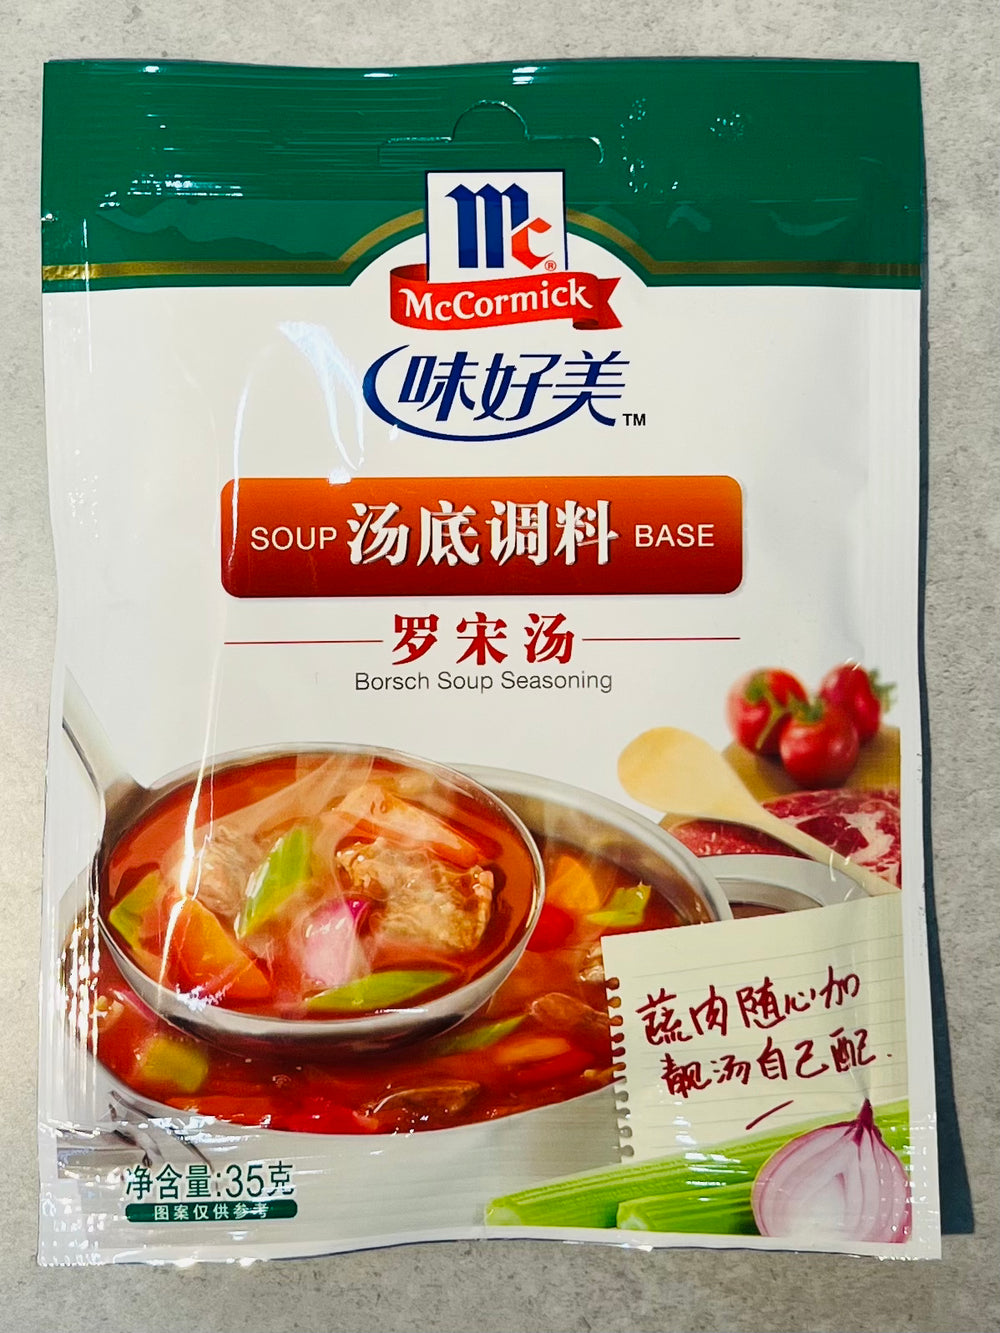 Mc®
McCormick
味好美™
SOUP 汤底调料 BASE
罗宋汤
Borsch Soup Seasoning
蔬肉随心加
靓汤自己配.
净含量:35克
图案仅供参考